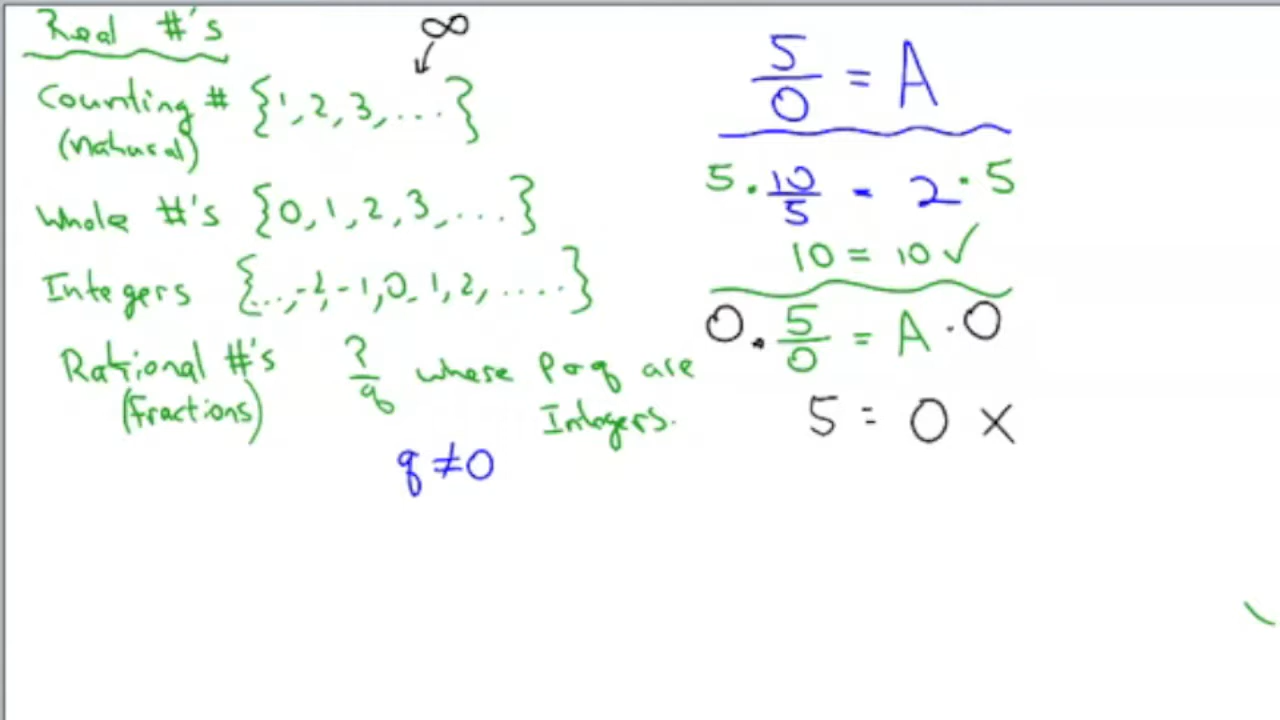 Real #'s
∞
Counting # {1, 2, 3, ...}
(natural)
Whole #'s {0, 1, 2, 3, ....}
Integers {..., -2, -1, 0, 1, 2, .....}
Rational #'s P/q where P & q are
(fractions) Integers.
q ≠ 0
5/0 = A
5 · 10/5 = 2 · 5
10 = 10 ✓
0 · 5/0 = A · 0
5 = 0 ×